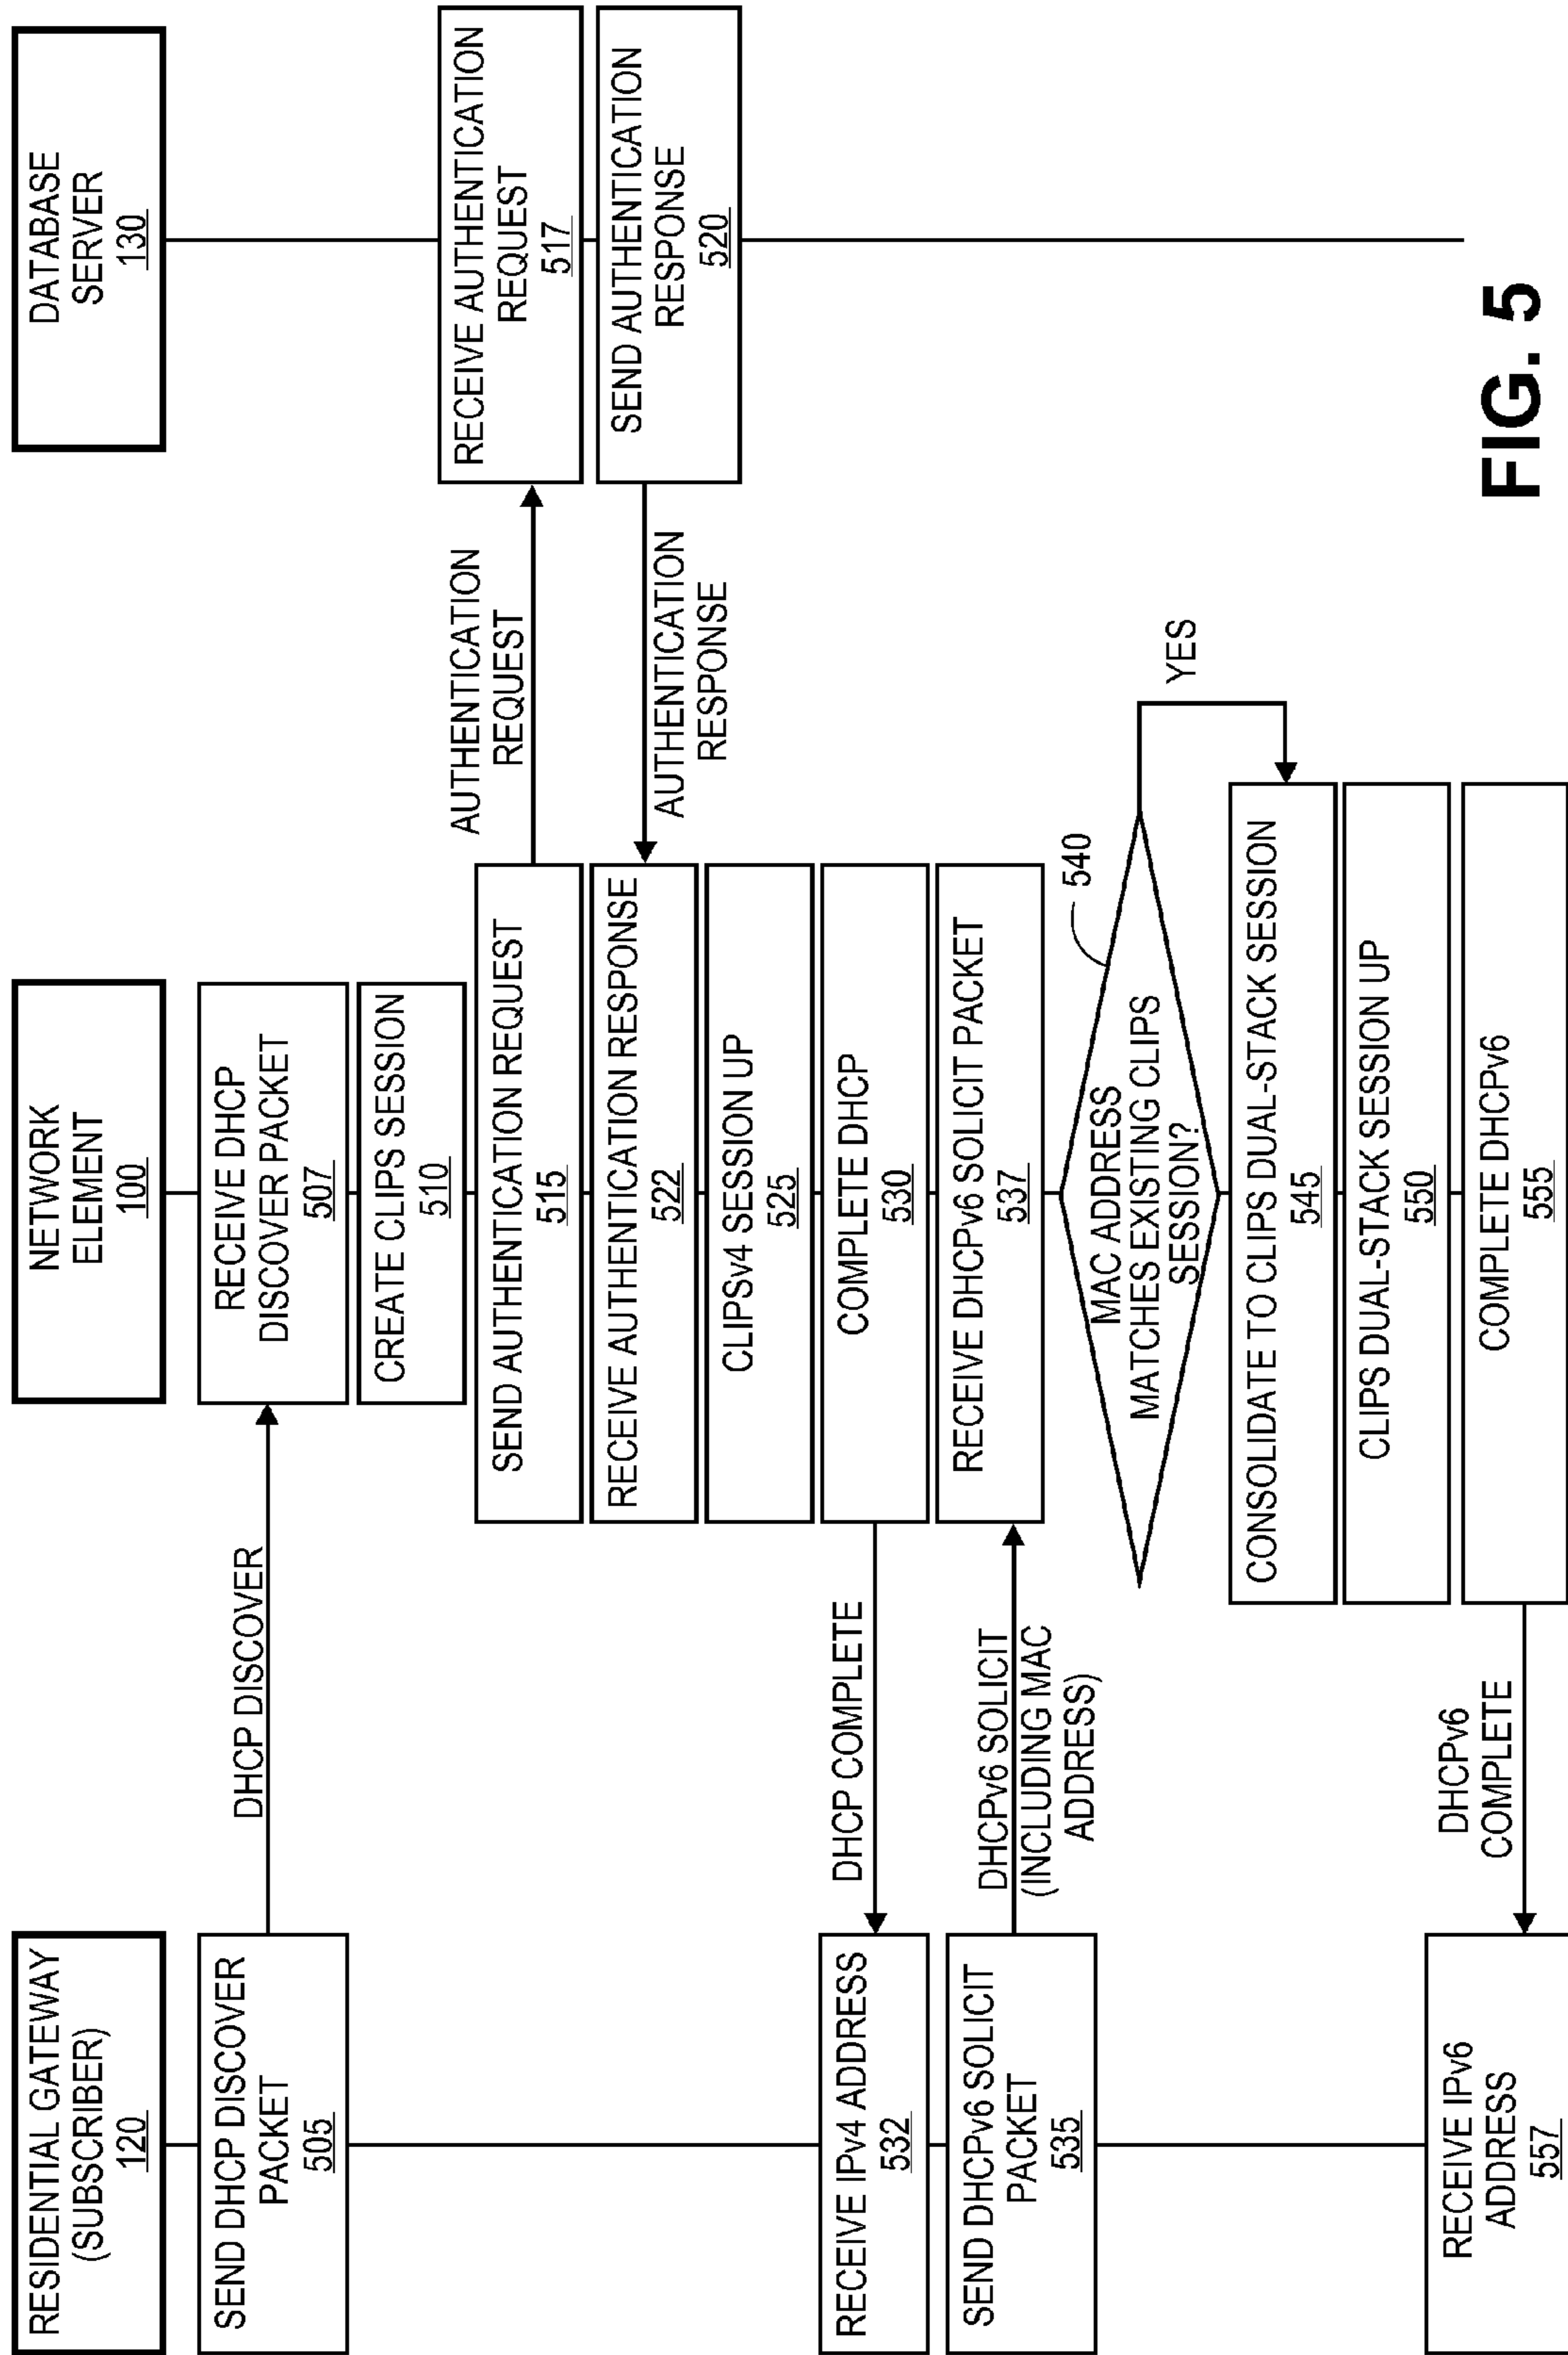 RESIDENTIAL GATEWAY
(SUBSCRIBER)
120
NETWORK
ELEMENT
100
DATABASE
SERVER
130
SEND DHCP DISCOVER
PACKET
505
DHCP DISCOVER
RECEIVE DHCP
DISCOVER PACKET
507
CREATE CLIPS SESSION
510
SEND AUTHENTICATION REQUEST
515
AUTHENTICATION
REQUEST
RECEIVE AUTHENTICATION
REQUEST
517
SEND AUTHENTICATION
RESPONSE
520
AUTHENTICATION
RESPONSE
RECEIVE AUTHENTICATION RESPONSE
522
CLIPSv4 SESSION UP
525
COMPLETE DHCP
530
DHCP COMPLETE
RECEIVE IPv4 ADDRESS
532
SEND DHCPv6 SOLICIT
PACKET
535
DHCPv6 SOLICIT
(INCLUDING MAC
ADDRESS)
RECEIVE DHCPv6 SOLICIT PACKET
537
540
MAC ADDRESS
MATCHES EXISTING CLIPS
SESSION?
YES
CONSOLIDATE TO CLIPS DUAL-STACK SESSION
545
CLIPS DUAL-STACK SESSION UP
550
COMPLETE DHCPv6
555
DHCPv6
COMPLETE
RECEIVE IPv6
ADDRESS
557
FIG. 5